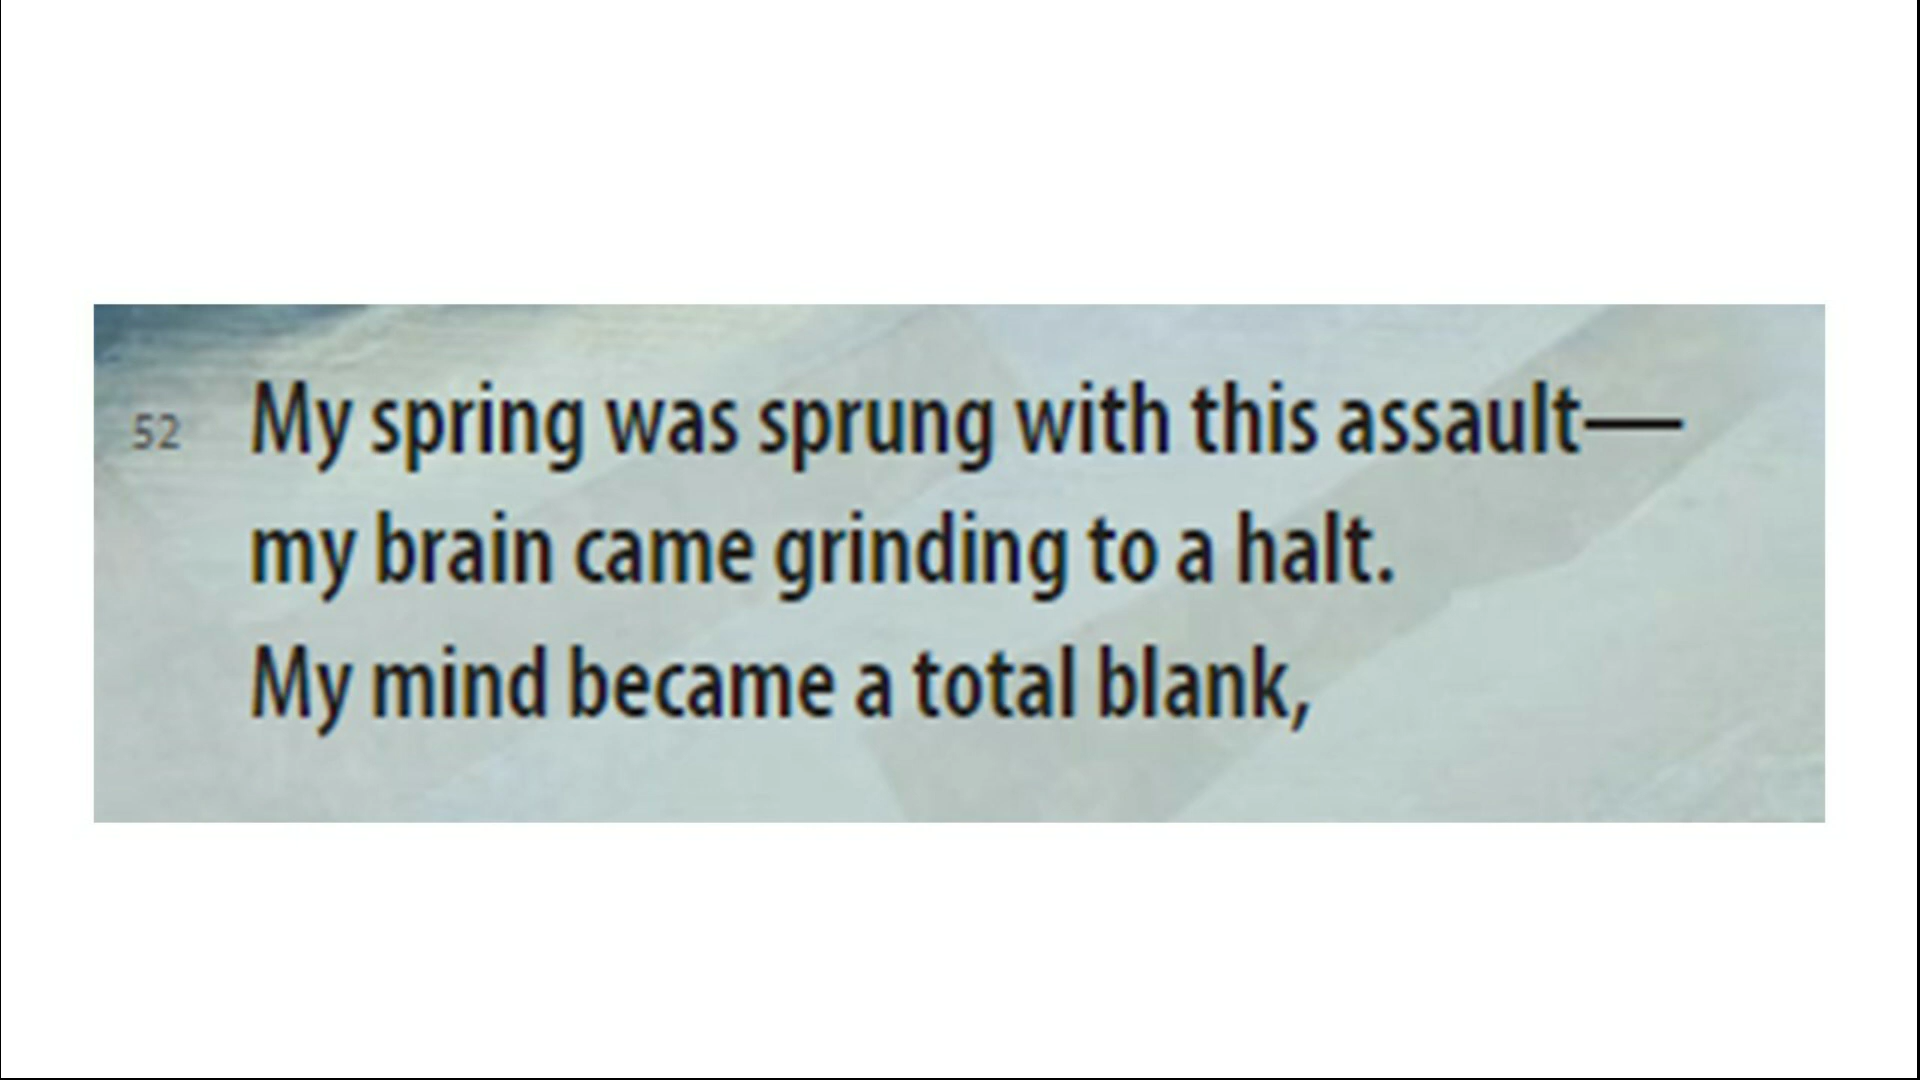 52 My spring was sprung with this assault—
my brain came grinding to a halt.
My mind became a total blank,